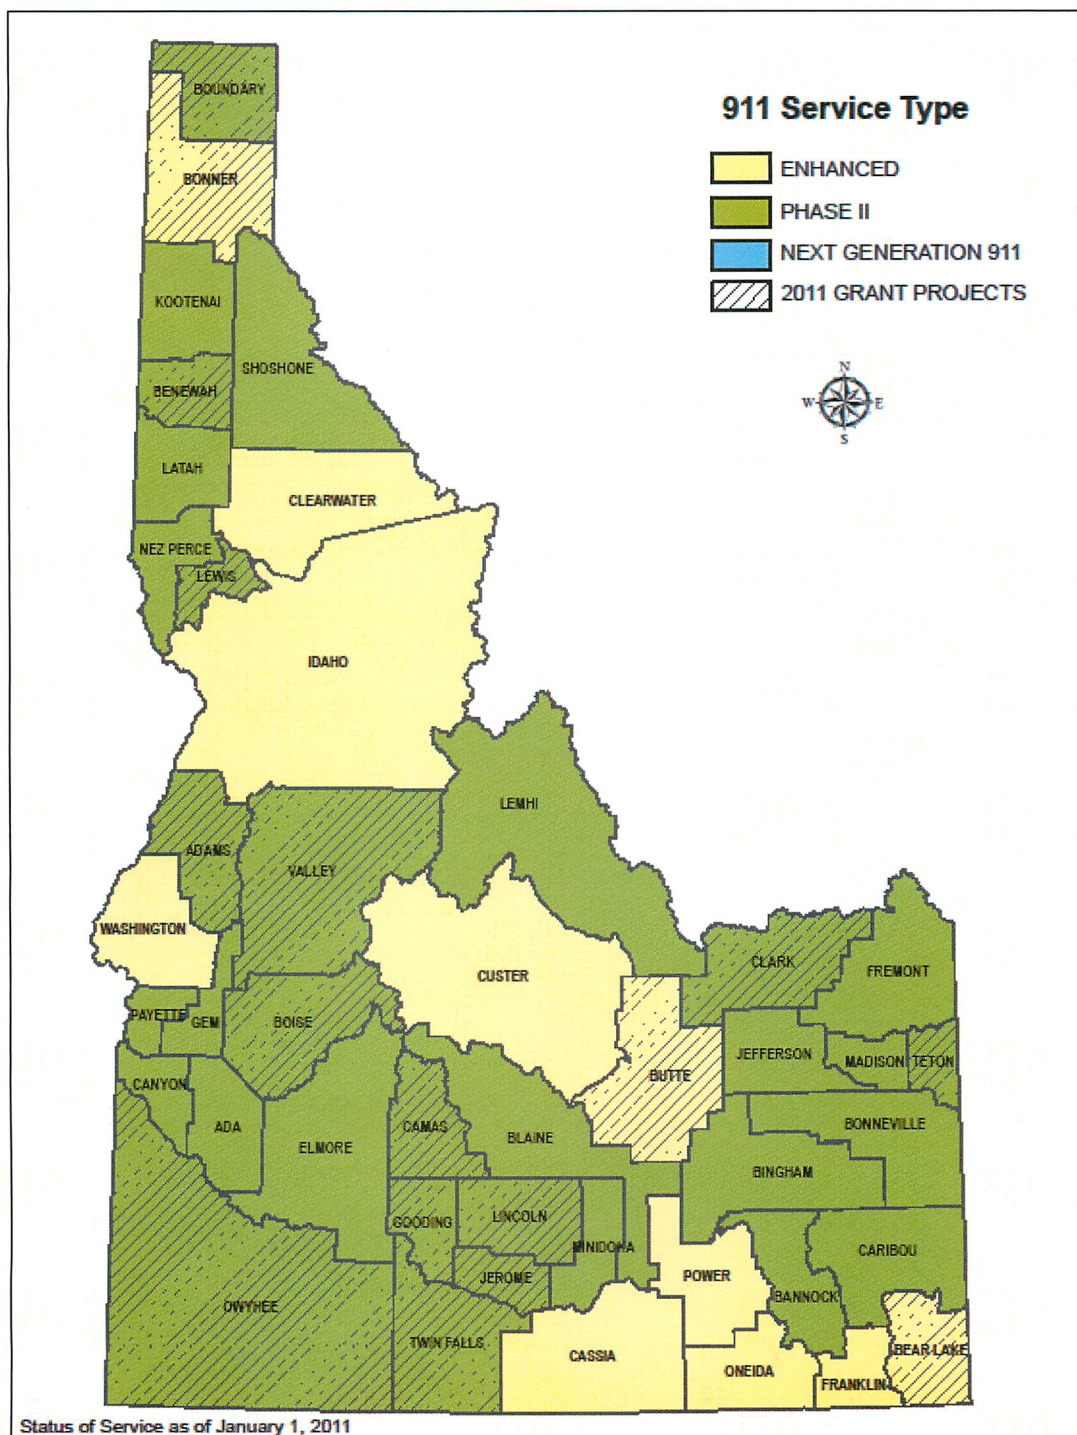 911 Service Type
ENHANCED
PHASE II
NEXT GENERATION 911
2011 GRANT PROJECTS
N
W E
S
BOUNDARY
BONNER
KOOTENAI
SHOSHONE
BENEWAH
LATAH
CLEARWATER
NEZ PERCE
LEWIS
IDAHO
LEMHI
ADAMS
VALLEY
WASHINGTON
CUSTER
CLARK
FREMONT
PAYETTE
GEM
BOISE
JEFFERSON
MADISON
TETON
BUTTE
CANYON
ADA
CAMAS
BLAINE
BONNEVILLE
ELMORE
BINGHAM
GOODING
LINCOLN
MINIDOKA
CARIBOU
JEROME
POWER
BANNOCK
OWYHEE
TWIN FALLS
CASSIA
ONEIDA
BEAR LAKE
FRANKLIN
Status of Service as of January 1, 2011